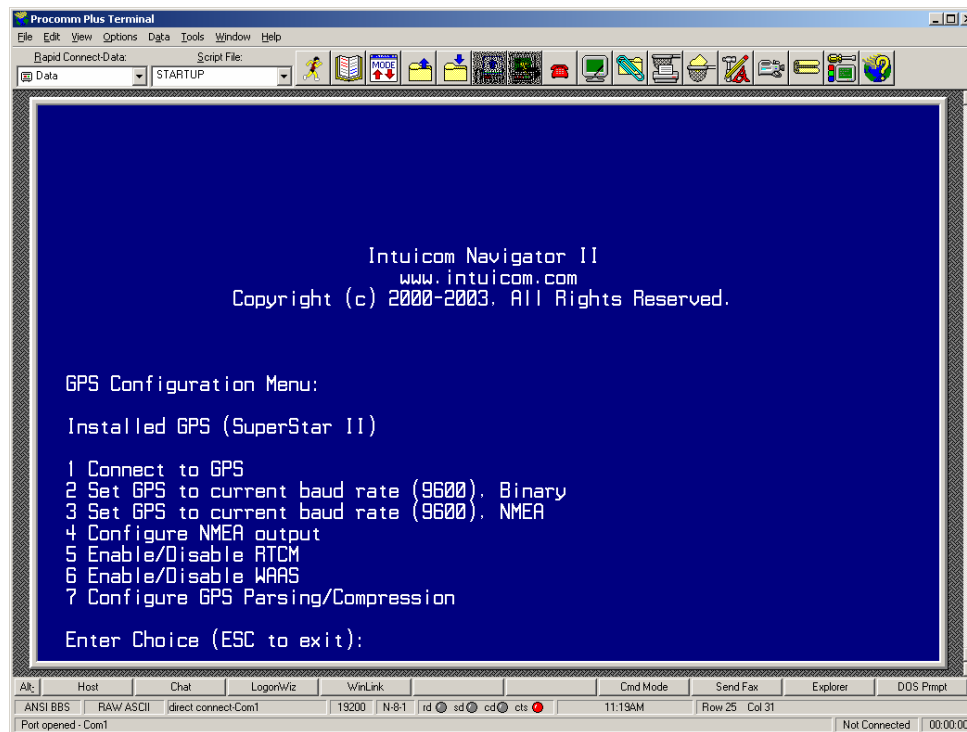 Procomm Plus Terminal
File Edit View Options Data Tools Window Help
Rapid Connect-Data: Script File:
Data STARTUP MODE
Intuicom Navigator II
www.intuicom.com
Copyright (c) 2000-2003, All Rights Reserved.
GPS Configuration Menu:
Installed GPS (SuperStar II)
1 Connect to GPS
2 Set GPS to current baud rate (9600), Binary
3 Set GPS to current baud rate (9600), NMEA
4 Configure NMEA output
5 Enable/Disable RTCM
6 Enable/Disable WAAS
7 Configure GPS Parsing/Compression
Enter Choice (ESC to exit):
Alt- Host Chat LogonWiz WinLink Cmd Mode Send Fax Explorer DOS Prmpt
ANSI BBS RAW ASCII direct connect-Com1 19200 N-8-1 rd sd cd cts 11:19AM Row 25 Col 31
Port opened - Com1 Not Connected 00:00:00